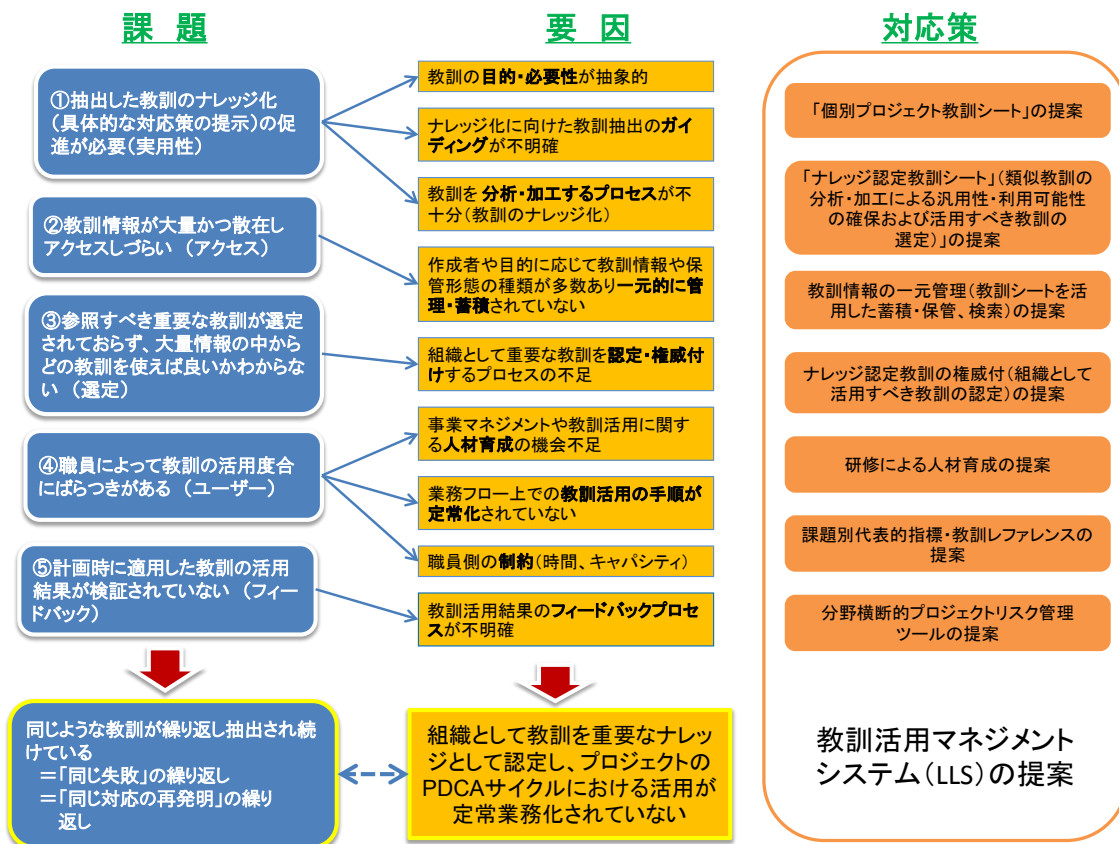 課 題
①抽出した教訓のナレッジ化
(具体的な対応策の提示)の促
進が必要(実用性)
②教訓情報が大量かつ散在し
アクセスしづらい (アクセス)
③参照すべき重要な教訓が選定
されておらず、大量情報の中から
どの教訓を使えば良いかわからな
い (選定)
④職員によって教訓の活用度合
にばらつきがある (ユーザー)
⑤計画時に適用した教訓の活用
結果が検証されていない (フィー
ドバック)
同じような教訓が繰り返し抽出され続
けている
=「同じ失敗」の繰り返し
=「同じ対応の再発明」の繰り
返し
要 因
教訓の目的・必要性が抽象的
ナレッジ化に向けた教訓抽出のガイ
ディングが不明確
教訓を分析・加工するプロセスが不
十分(教訓のナレッジ化)
作成者や目的に応じて教訓情報や保
管形態の種類が多数あり一元的に管
理・蓄積されていない
組織として重要な教訓を認定・権威付
けするプロセスの不足
事業マネジメントや教訓活用に関す
る人材育成の機会不足
業務フロー上での教訓活用の手順が
定常化されていない
職員側の制約(時間、キャパシティ)
教訓活用結果のフィードバックプロセ
スが不明確
組織として教訓を重要なナレッ
ジとして認定し、プロジェクトの
PDCAサイクルにおける活用が
定常業務化されていない
対応策
「個別プロジェクト教訓シート」の提案
「ナレッジ認定教訓シート」(類似教訓の
分析・加工による汎用性・利用可能性
の確保および活用すべき教訓の
選定)」の提案
教訓情報の一元管理(教訓シートを活
用した蓄積・保管、検索)の提案
ナレッジ認定教訓の権威付(組織として
活用すべき教訓の認定)の提案
研修による人材育成の提案
課題別代表的指標・教訓レファレンスの
提案
分野横断的プロジェクトリスク管理
ツールの提案
教訓活用マネジメント
システム(LLS)の提案